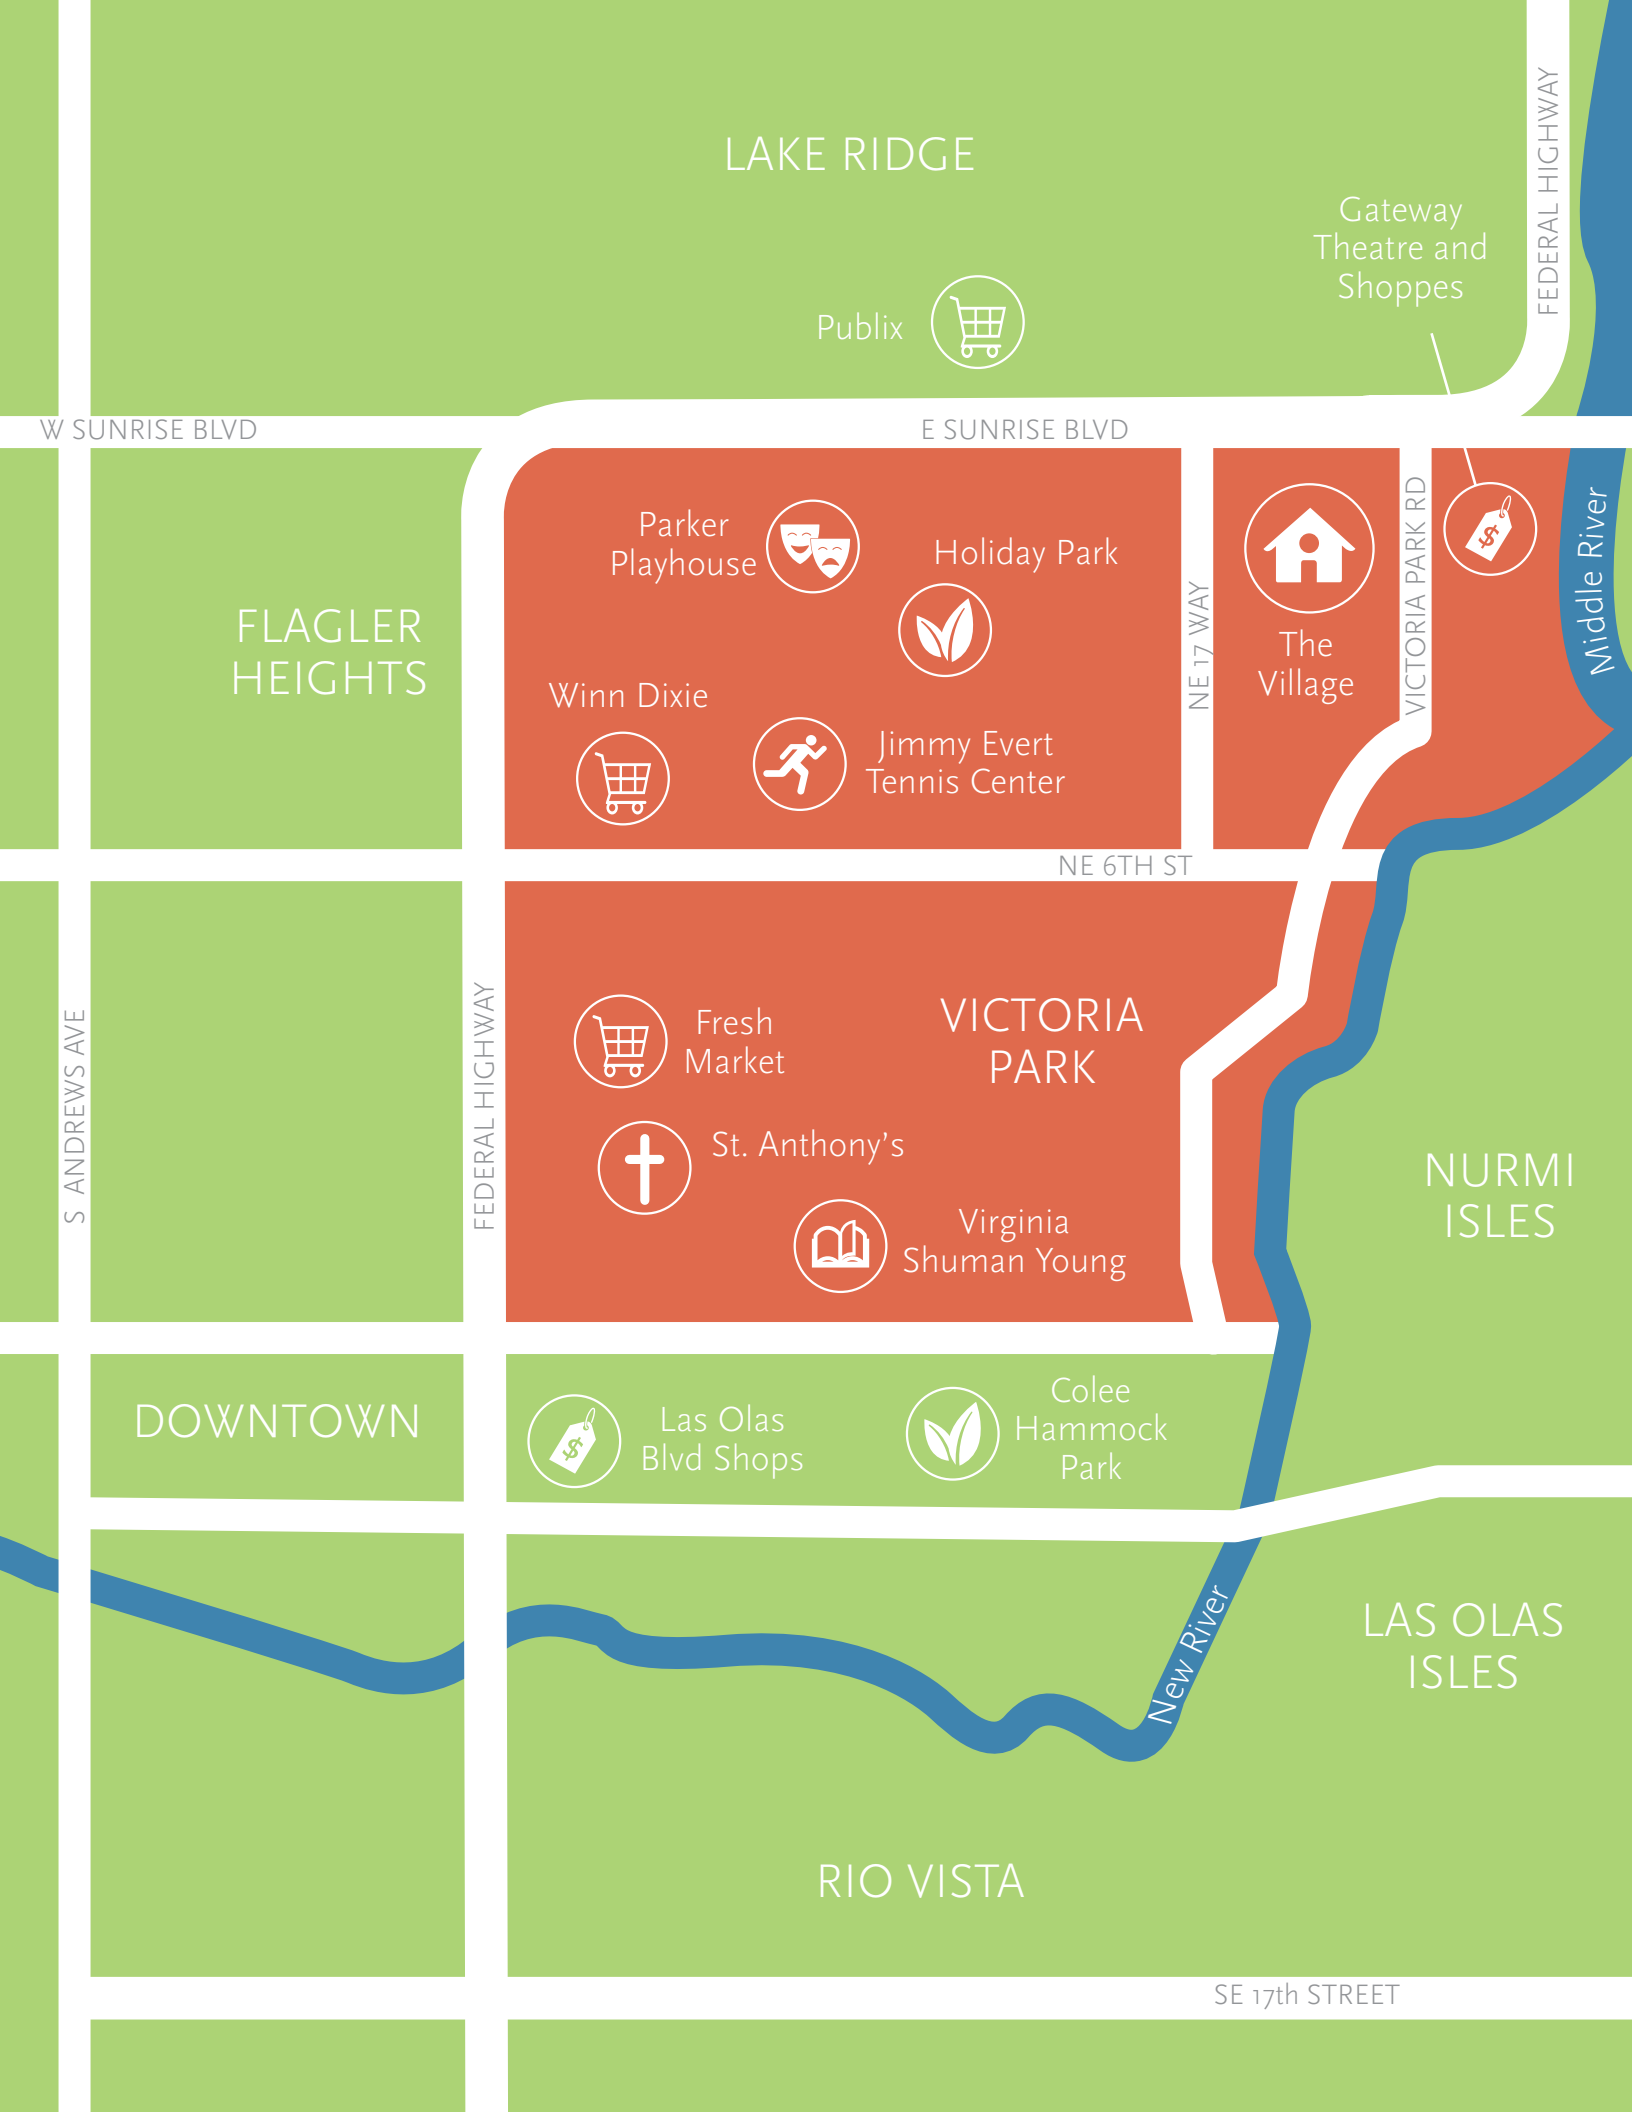 LAKE RIDGE
FEDERAL HIGHWAY
Gateway
Theatre and
Shoppes
Publix
W SUNRISE BLVD
E SUNRISE BLVD
Parker
Playhouse
Holiday Park
Middle River
VICTORIA PARK RD
NE 17 WAY
The
Village
FLAGLER
HEIGHTS
Winn Dixie
Jimmy Evert
Tennis Center
NE 6TH ST
S ANDREWS AVE
FEDERAL HIGHWAY
Fresh
Market
VICTORIA
PARK
St. Anthony's
Virginia
Shuman Young
NURMI
ISLES
DOWNTOWN
Las Olas
Blvd Shops
Colee
Hammock
Park
New River
LAS OLAS
ISLES
RIO VISTA
SE 17th STREET